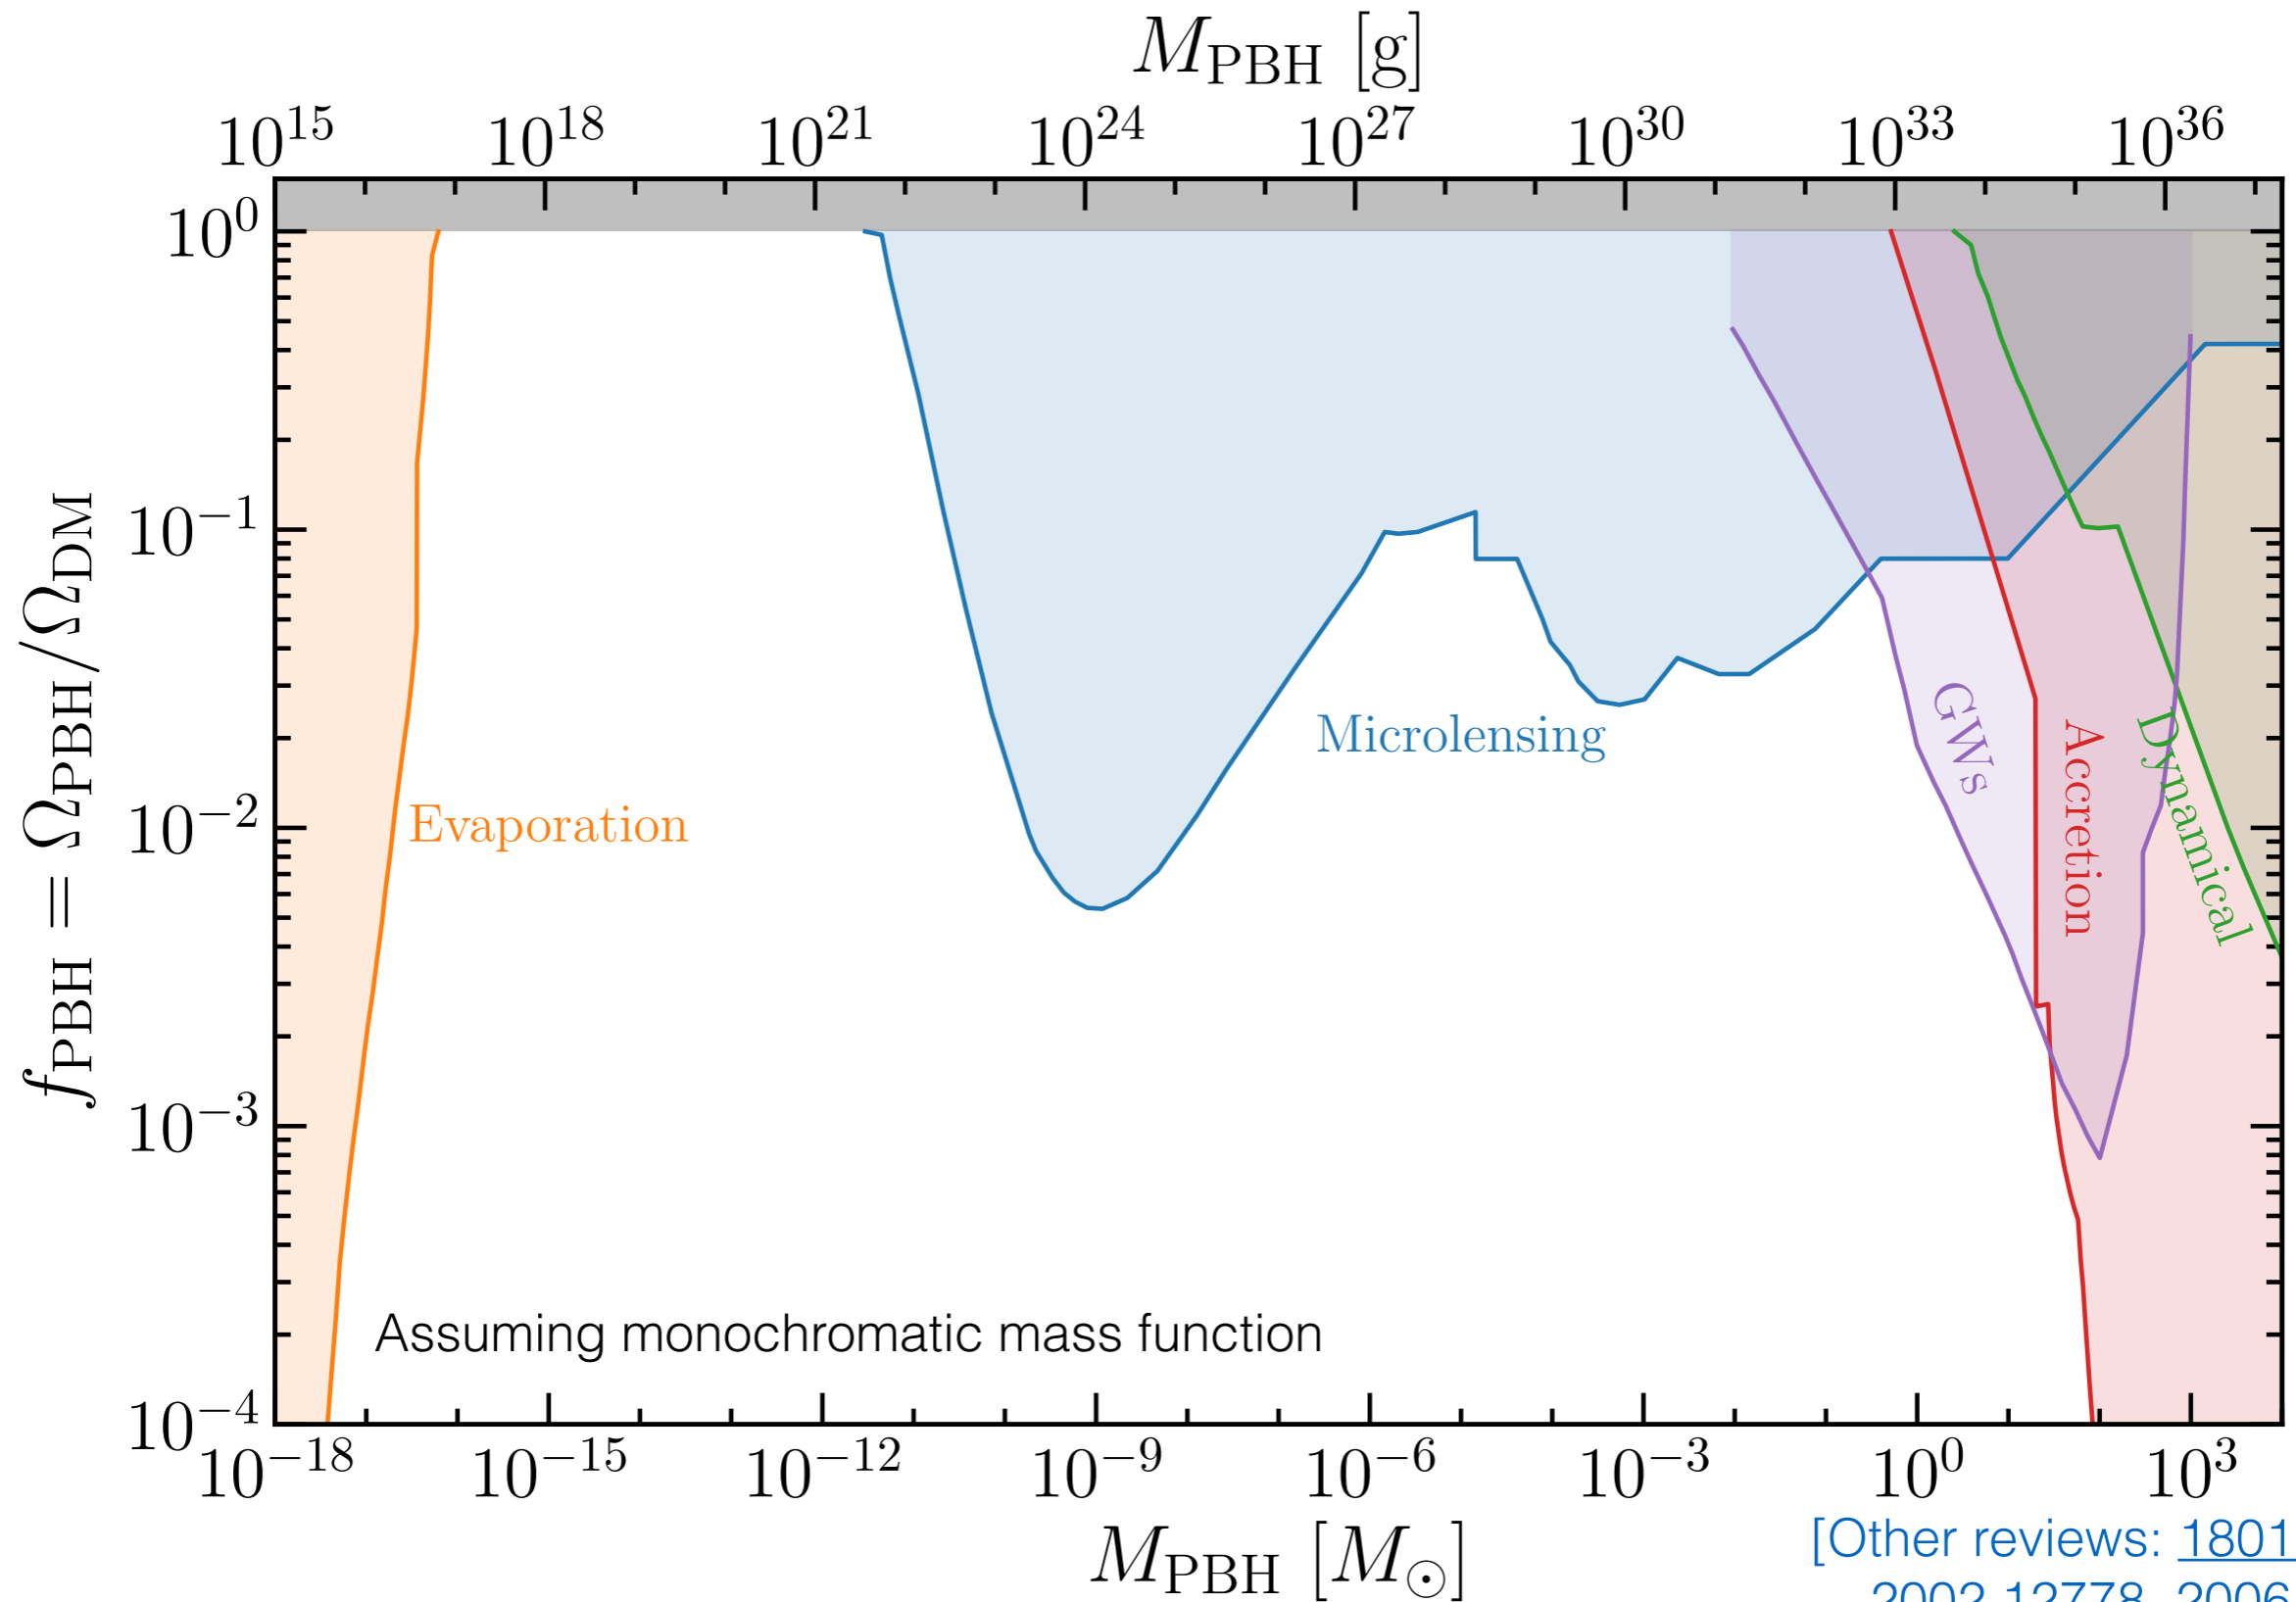 M_PBH [g]
10^15 10^18 10^21 10^24 10^27 10^30 10^33 10^36
10^0
10^−1
10^−2
10^−3
10^−4
f_PBH = Ω_PBH/Ω_DM
Evaporation
Microlensing
GWs
Accretion
Dynamical
Assuming monochromatic mass function
10^−18 10^−15 10^−12 10^−9 10^−6 10^−3 10^0 10^3
M_PBH [M_⊙]
[Other reviews: 1801
2002.12778, 2006